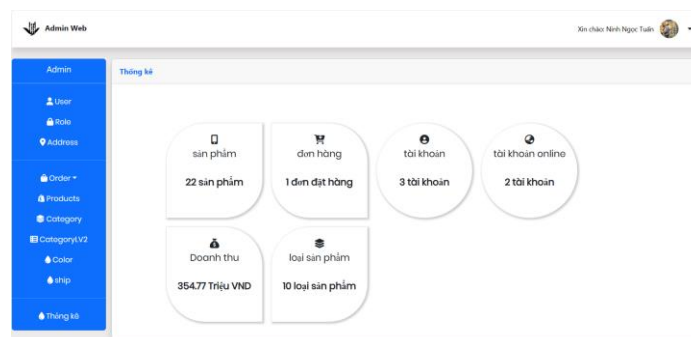 Admin Web
Xin chào: Ninh Ngọc Tuấn
Admin
User
Role
Address
Order
Products
Category
CategoryLV2
Color
ship
Thống kê
Thống kê
sản phẩm
22 sản phẩm
đơn hàng
1 đơn đặt hàng
tài khoản
3 tài khoản
tài khoản online
2 tài khoản
Doanh thu
354.77 Triệu VND
loại sản phẩm
10 loại sản phẩm